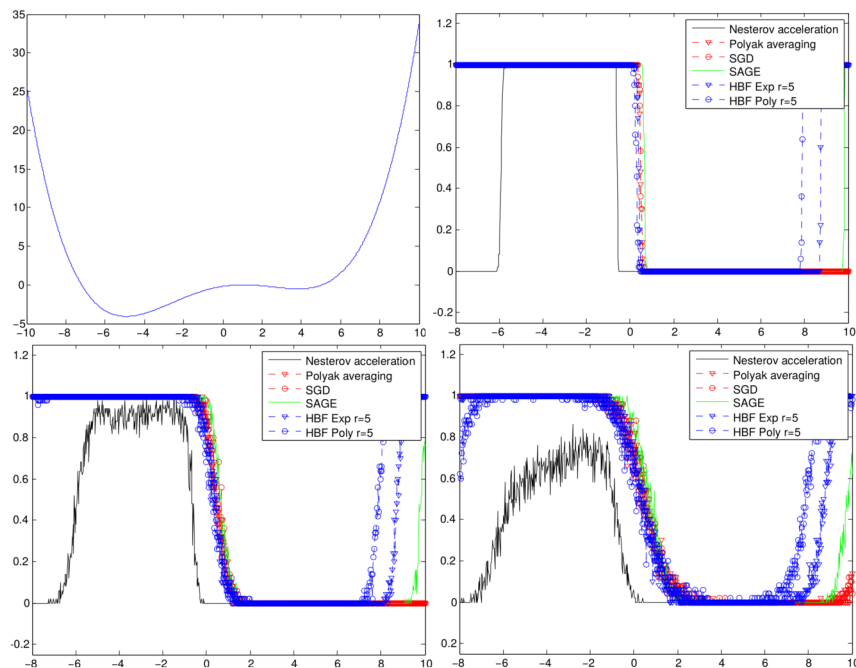 35
30
25
20
15
10
5
0
−5
−10 −8 −6 −4 −2 0 2 4 6 8 10
1.2
1
0.8
0.6
0.4
0.2
0
−0.2
−8 −6 −4 −2 0 2 4 6 8 10
Nesterov acceleration
Polyak averaging
SGD
SAGE
HBF Exp r=5
HBF Poly r=5
1.2
1
0.8
0.6
0.4
0.2
0
0.2
−8 −6 −4 −2 0 2 4 6 8 10
Nesterov acceleration
Polyak averaging
SGD
SAGE
HBF Exp r=5
HBF Poly r=5
1.2
1
0.8
0.6
0.4
0.2
0
0.2
−8 −6 −4 −2 0 2 4 6 8 10
Nesterov acceleration
Polyak averaging
SGD
SAGE
HBF Exp r=5
HBF Poly r=5